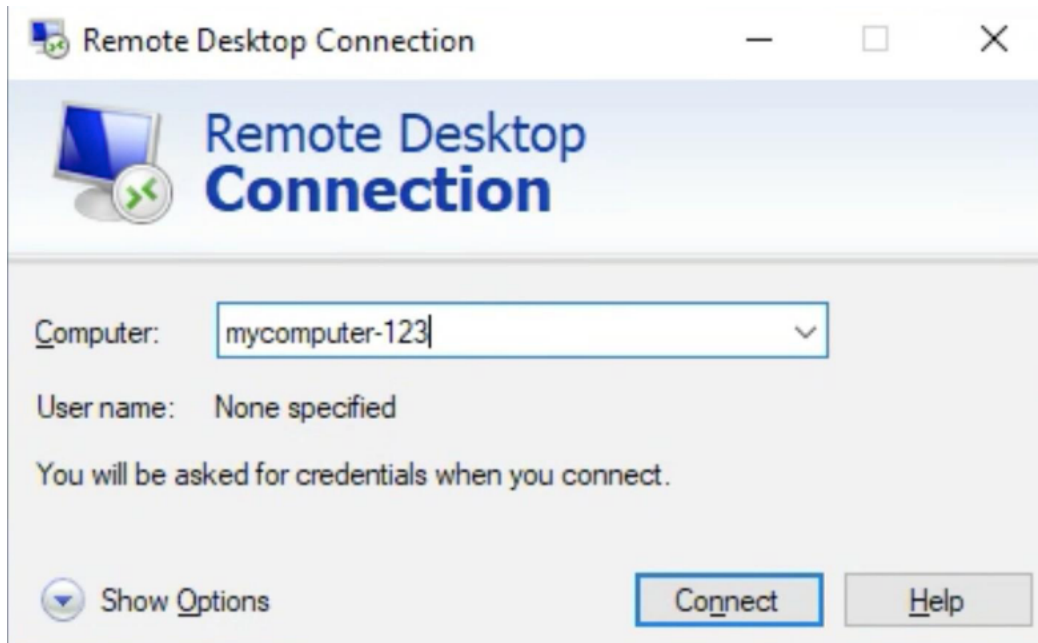 Remote Desktop Connection
Remote Desktop
Connection
Computer: mycomputer-123
User name: None specified
You will be asked for credentials when you connect.
Show Options Connect Help